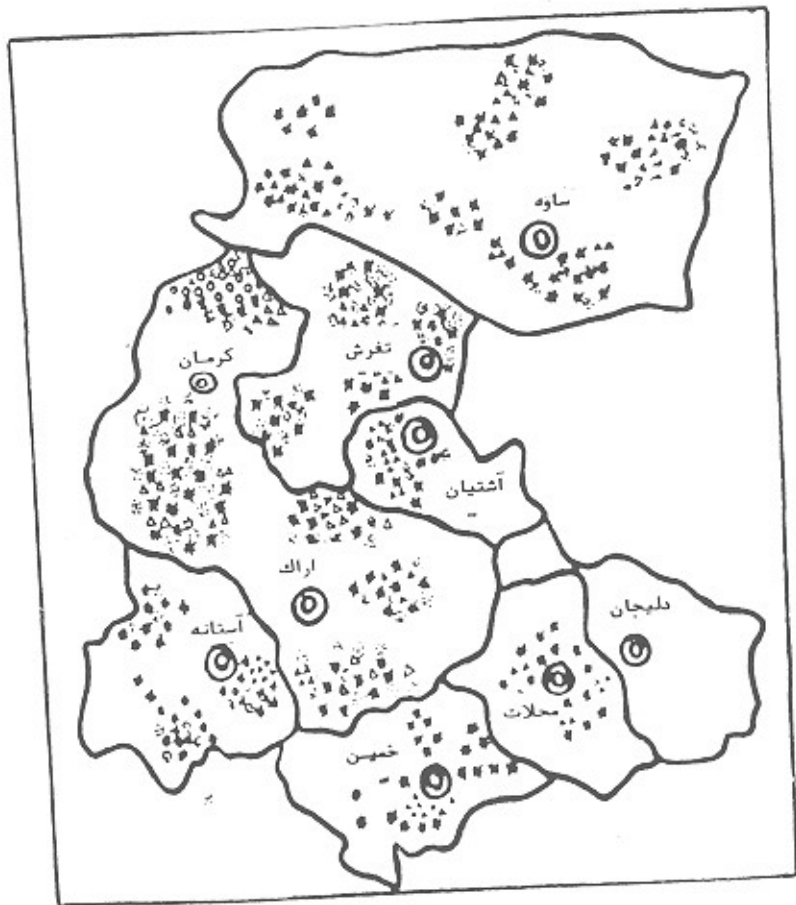 ساوه
تفرش
کرمان
آشتیان
اراک
دلیجان
آستانه
محلات
خمین